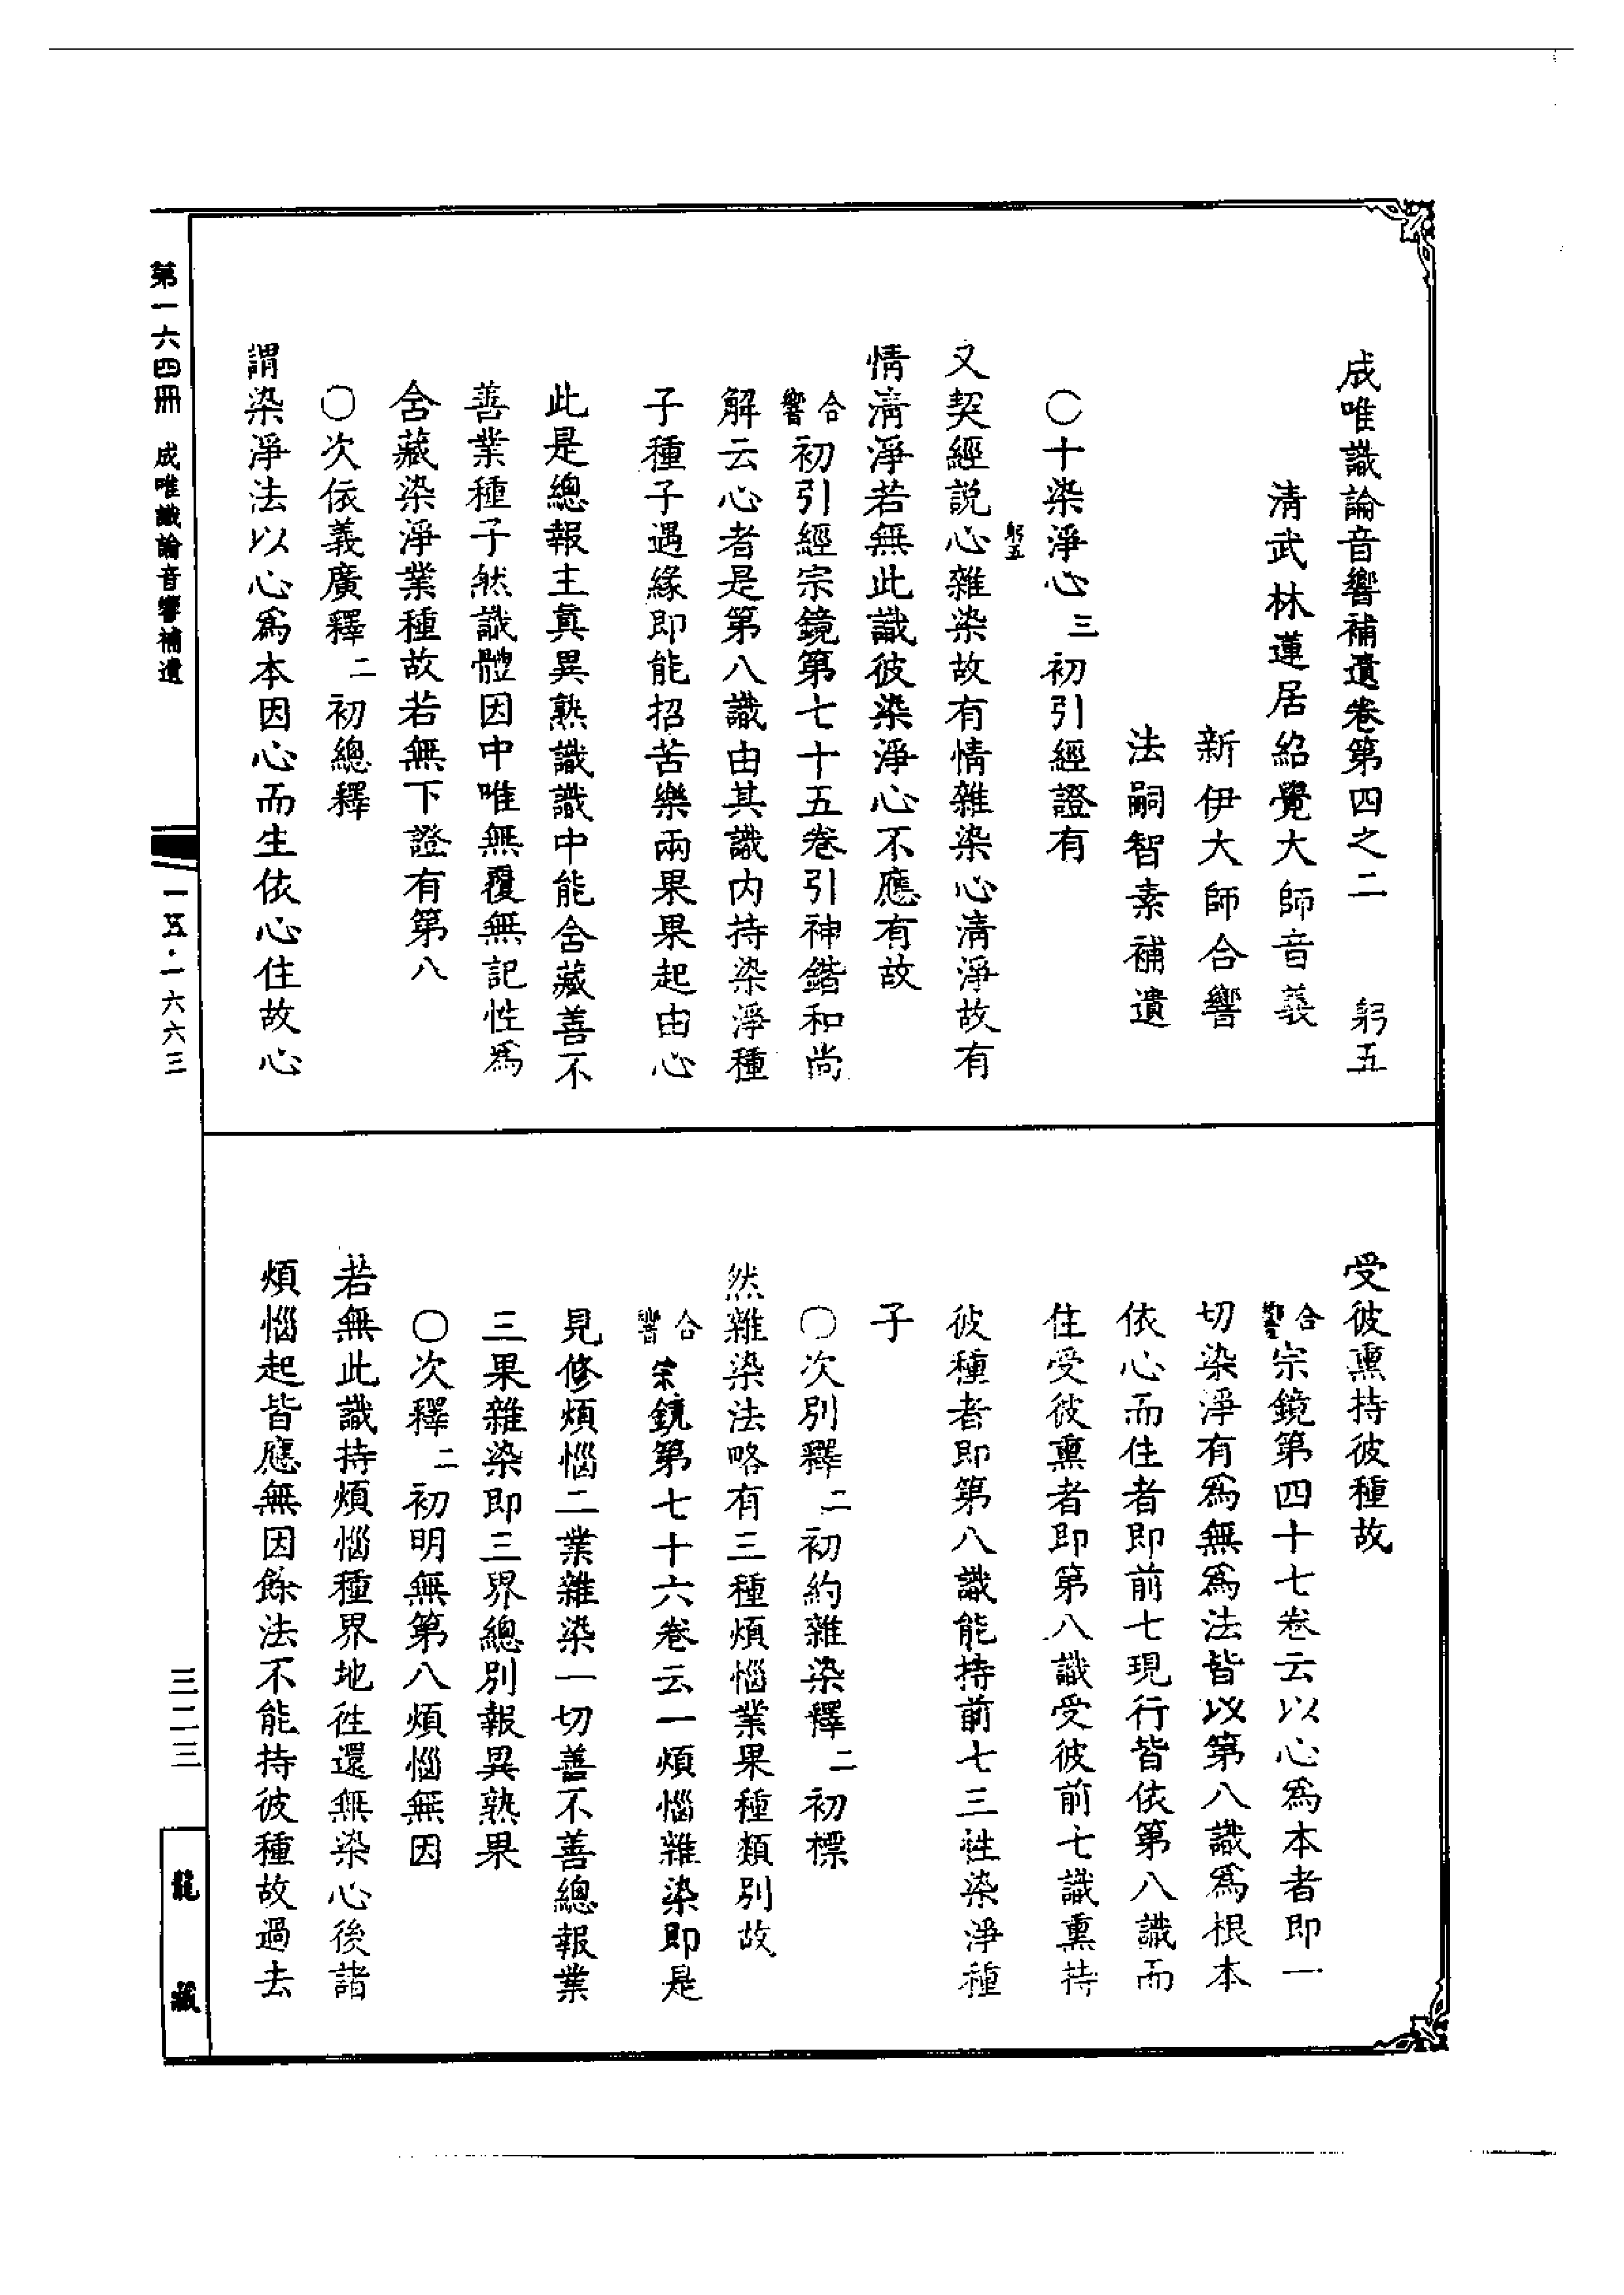 成唯識論音響補遺卷第四之二　躬五
清武林蓮居紹覺大師音義
新伊大師合響
法嗣智素補遺
○十染淨心三初引經證有
躬五
又契經說心雜染故有情雜染心清淨故有
情清淨若無此識彼染淨心不應有故
合響初引經宗鏡第七十五卷引神鍇和尚
解云心者是第八識由其識內持染淨種
子種子遇緣即能招苦樂兩果果起由心
此是總報主真異熟識識中能含藏善不
善業種子然識體因中唯無覆無記性爲
含藏染淨業種故若無下證有第八
○次依義廣釋二初總釋
謂染淨法以心爲本因心而生依心住故心
受彼熏持彼種故
合響宗鏡第四十七卷云以心爲本者即一
切染淨有爲無爲法皆以第八識爲根本
依心而住者即前七現行皆依第八識而
住受彼熏者即第八識受彼前七識熏持
彼種者即第八識能持前七三性染淨種
子
○次別釋二初約雜染釋二初標
然雜染法略有三種煩惱業果種類別故
合響宗鏡第七十六卷云一煩惱雜染即是
見修煩惱二業雜染一切善不善總報業
三果雜染即三界總別報異熟果
○次釋二初明無第八煩惱無因
若無此識持煩惱種界地往還無染心後諸
煩惱起皆應無因餘法不能持彼種故過去
第一六四冊　成唯識論音響補遺
一五·一六六三
三二三
龍藏